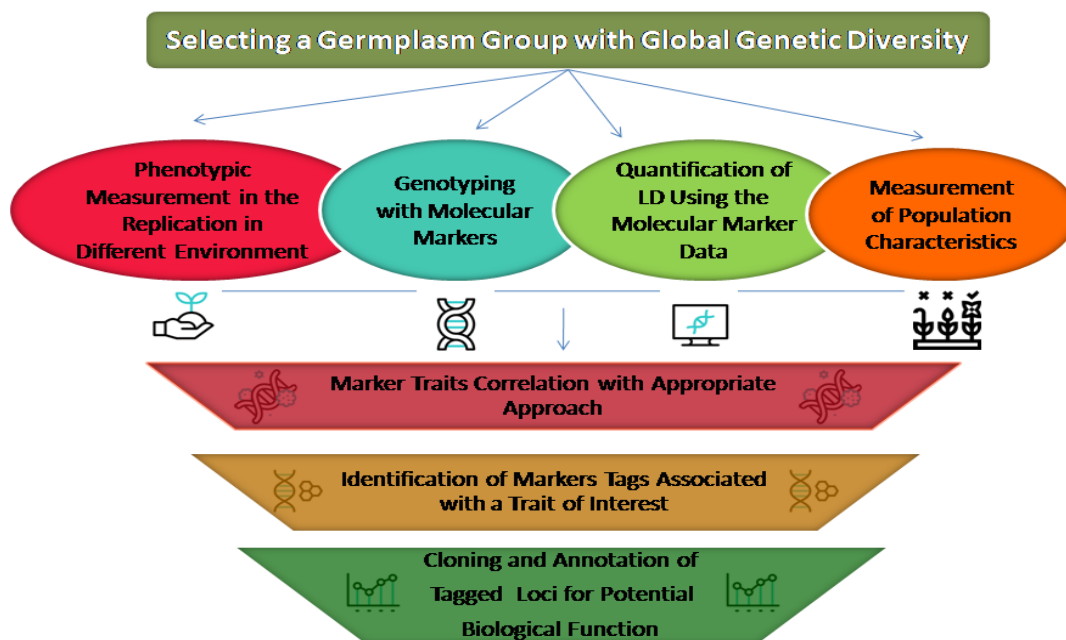 Selecting a Germplasm Group with Global Genetic Diversity
Phenotypic
Measurement in the
Replication in
Different Environment
Genotyping
with Molecular
Markers
Quantification of
LD Using the
Molecular Marker
Data
Measurement
of Population
Characteristics
Marker Traits Correlation with Appropriate
Approach
Identification of Markers Tags Associated
with a Trait of Interest
Cloning and Annotation of
Tagged Loci for Potential
Biological Function